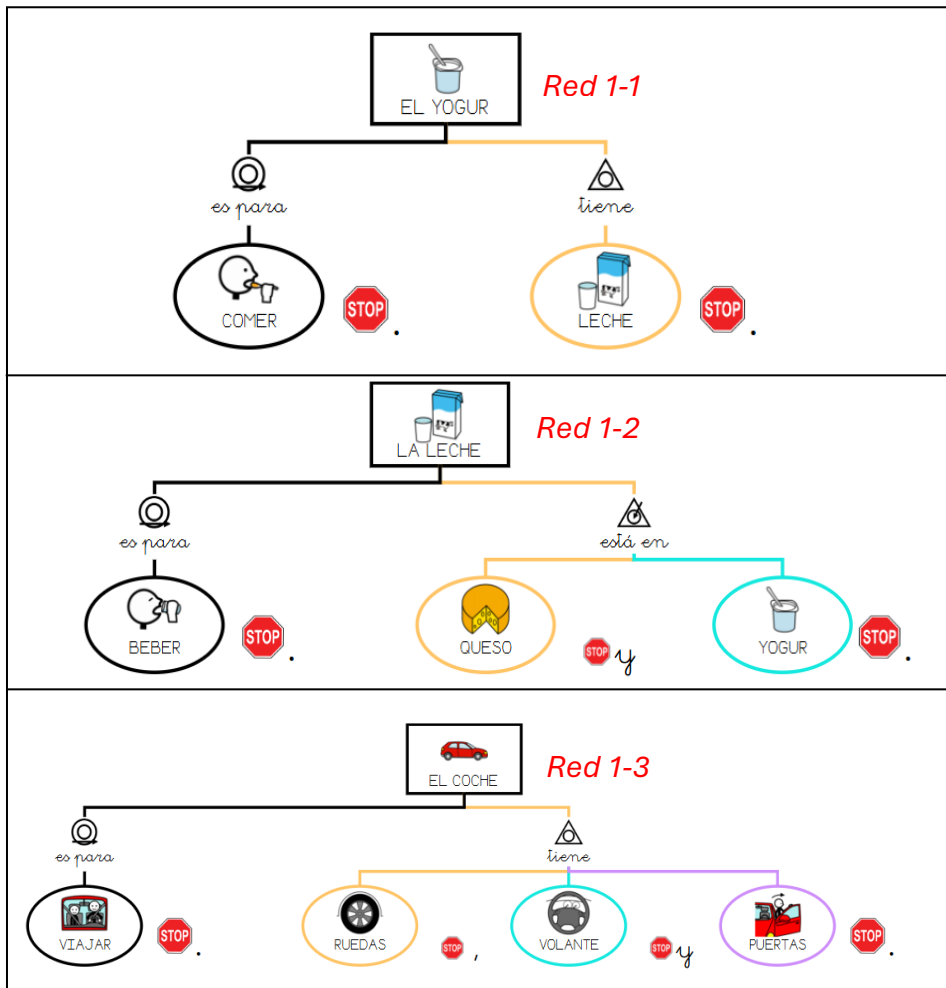 EL YOGUR
Red 1-1
es para
tiene
COMER
STOP
.
LECHE
STOP
.
LA LECHE
Red 1-2
es para
está en
BEBER
STOP
.
QUESO
STOP
y
YOGUR
STOP
.
EL COCHE
Red 1-3
es para
tiene
VIAJAR
STOP
.
RUEDAS
STOP
,
VOLANTE
STOP
y
PUERTAS
STOP
.